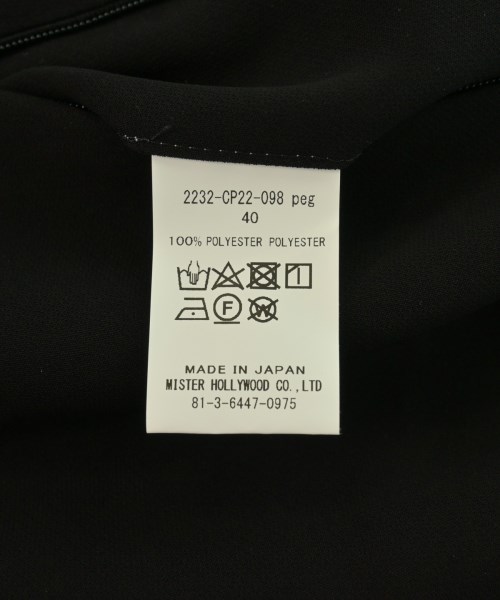 2232-CP22-098 peg
40
100% POLYESTER POLYESTER
F
W
MADE IN JAPAN
MISTER HOLLYWOOD CO.,LTD
81-3-6447-0975